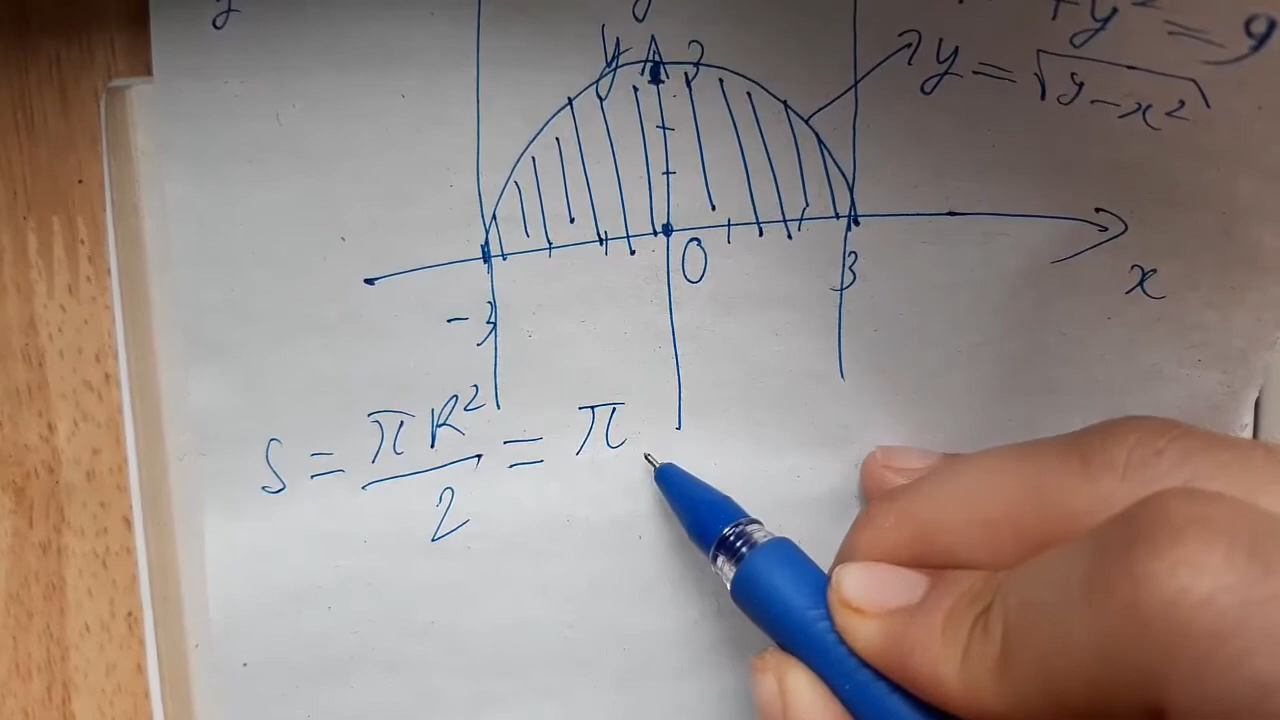 +y² = 9
y 3
y = √9-x²
0
3
x
-3
S = πR²/2 = π